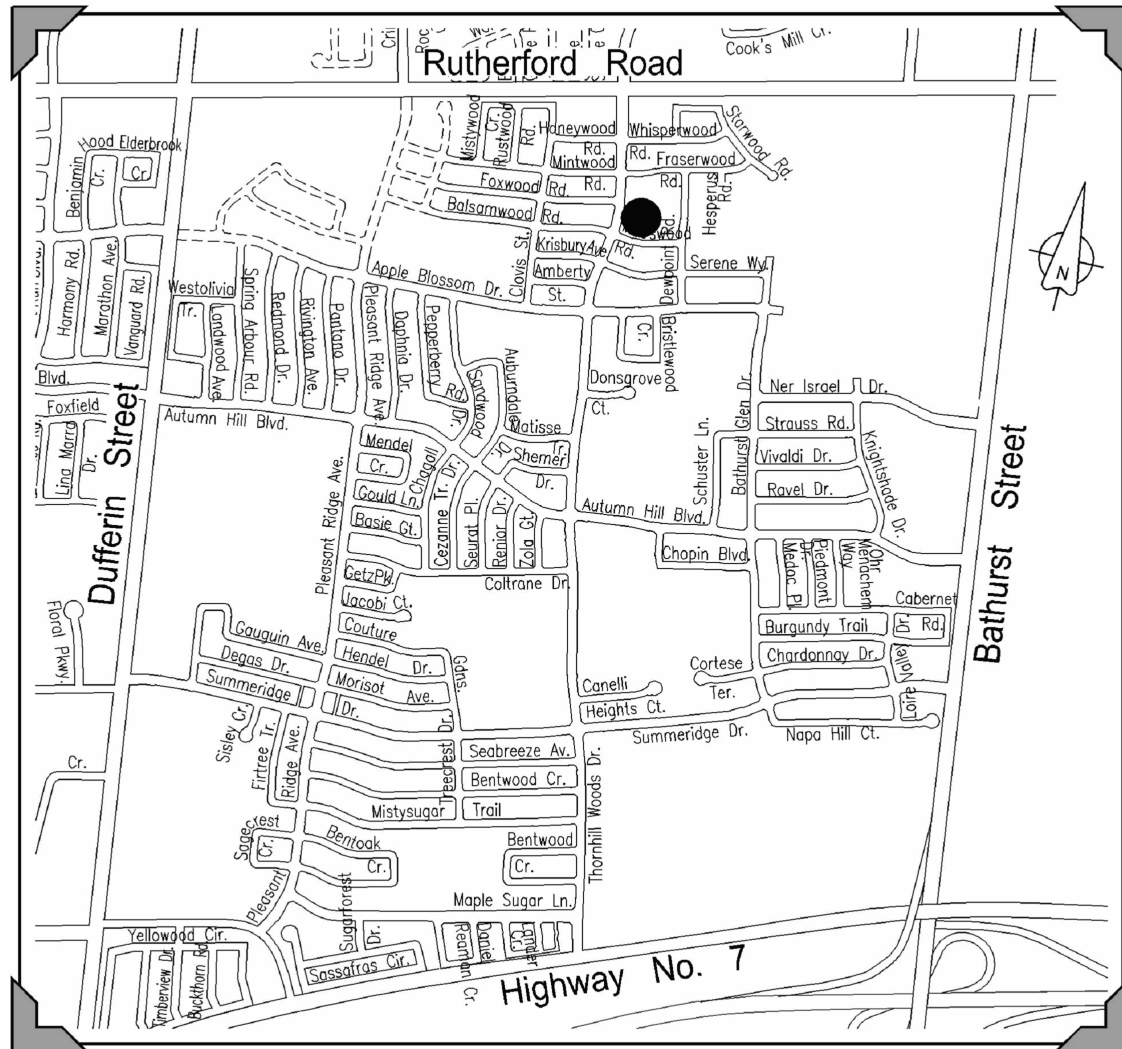 Cook's Mill Cr.
Rutherford Road
Mistywood
Cr.
Rustwood
Rd.
Honeywood
Rd.
Whisperwood
Rd.
Starwood Rd.
Hood
Elderbrook
Cr.
Benjamin
Cr.
Mintwood
Rd.
Fraserwood
Rd.
Foxwood
Rd.
Hesperus
Rd.
Balsamwood
Rd.
Rd.
Rd.
Krisbury Ave.
Clovis St.
Serene Wy.
Harmony Rd.
Marathon Ave.
Vanguard Rd.
Westolivia
Tr.
Apple Blossom Dr.
Amberty
St.
Dewpoint
Landwood Ave.
Spring Arbour Rd.
Redmond Dr.
Rivington Ave.
Pantano Dr.
Pleasant Ridge Ave.
Daphnia Dr.
Pepperberry
Rd.
Cr.
Bristlewood
Sandwood
Dr.
Auburndale
Dr.
Donsgrove
Ct.
Blvd.
Foxfield
Ner Israel Dr.
Autumn Hill Blvd.
Lina Marra
Dr.
Matisse
Tr.
Strauss Rd.
Mendel
Cr.
Chagall
Dr.
Shemer
Dr.
Schuster Ln.
Bathurst Glen Dr.
Vivaldi Dr.
Knightshade Dr.
Ravel Dr.
Gould Ln.
Basie Gt.
Cezanne Tr.
Seurat Pl.
Renior Dr.
Zola Gt.
Autumn Hill Blvd.
Pleasant Ridge Ave.
Chopin Blvd.
Medac Pl.
Piedmont
Dr.
Ohr
Menachem
Way
Dufferin Street
Bathurst Street
Getz Pk.
Coltrane Dr.
Jacobi Ct.
Cabernet
Rd.
Floral Pkwy.
Gauguin Ave.
Couture
Gdns.
Burgundy Trail
Degas Dr.
Hendel
Dr.
Chardonnay Dr.
Loire Valley
Dr.
Summeridge
Dr.
Morisot
Ave.
Cortese
Ter.
Canelli
Heights Ct.
Sisley Cr.
Firtree Tr.
Ridge Ave.
Treecrest Dr.
Summeridge Dr.
Napa Hill Ct.
Seabreeze Av.
Cr.
Bentwood Cr.
Mistysugar Trail
Thornhill Woods Dr.
Sagecrest
Cr.
Bentoak
Cr.
Bentwood
Cr.
Pleasant
Maple Sugar Ln.
Sugarforest
Dr.
Yellowood Cir.
Timberview Dr.
Buckthorn Rd.
Sassafras Cir.
Reaman Cr.
Daniel
Lander
Cr.
Highway No. 7
N